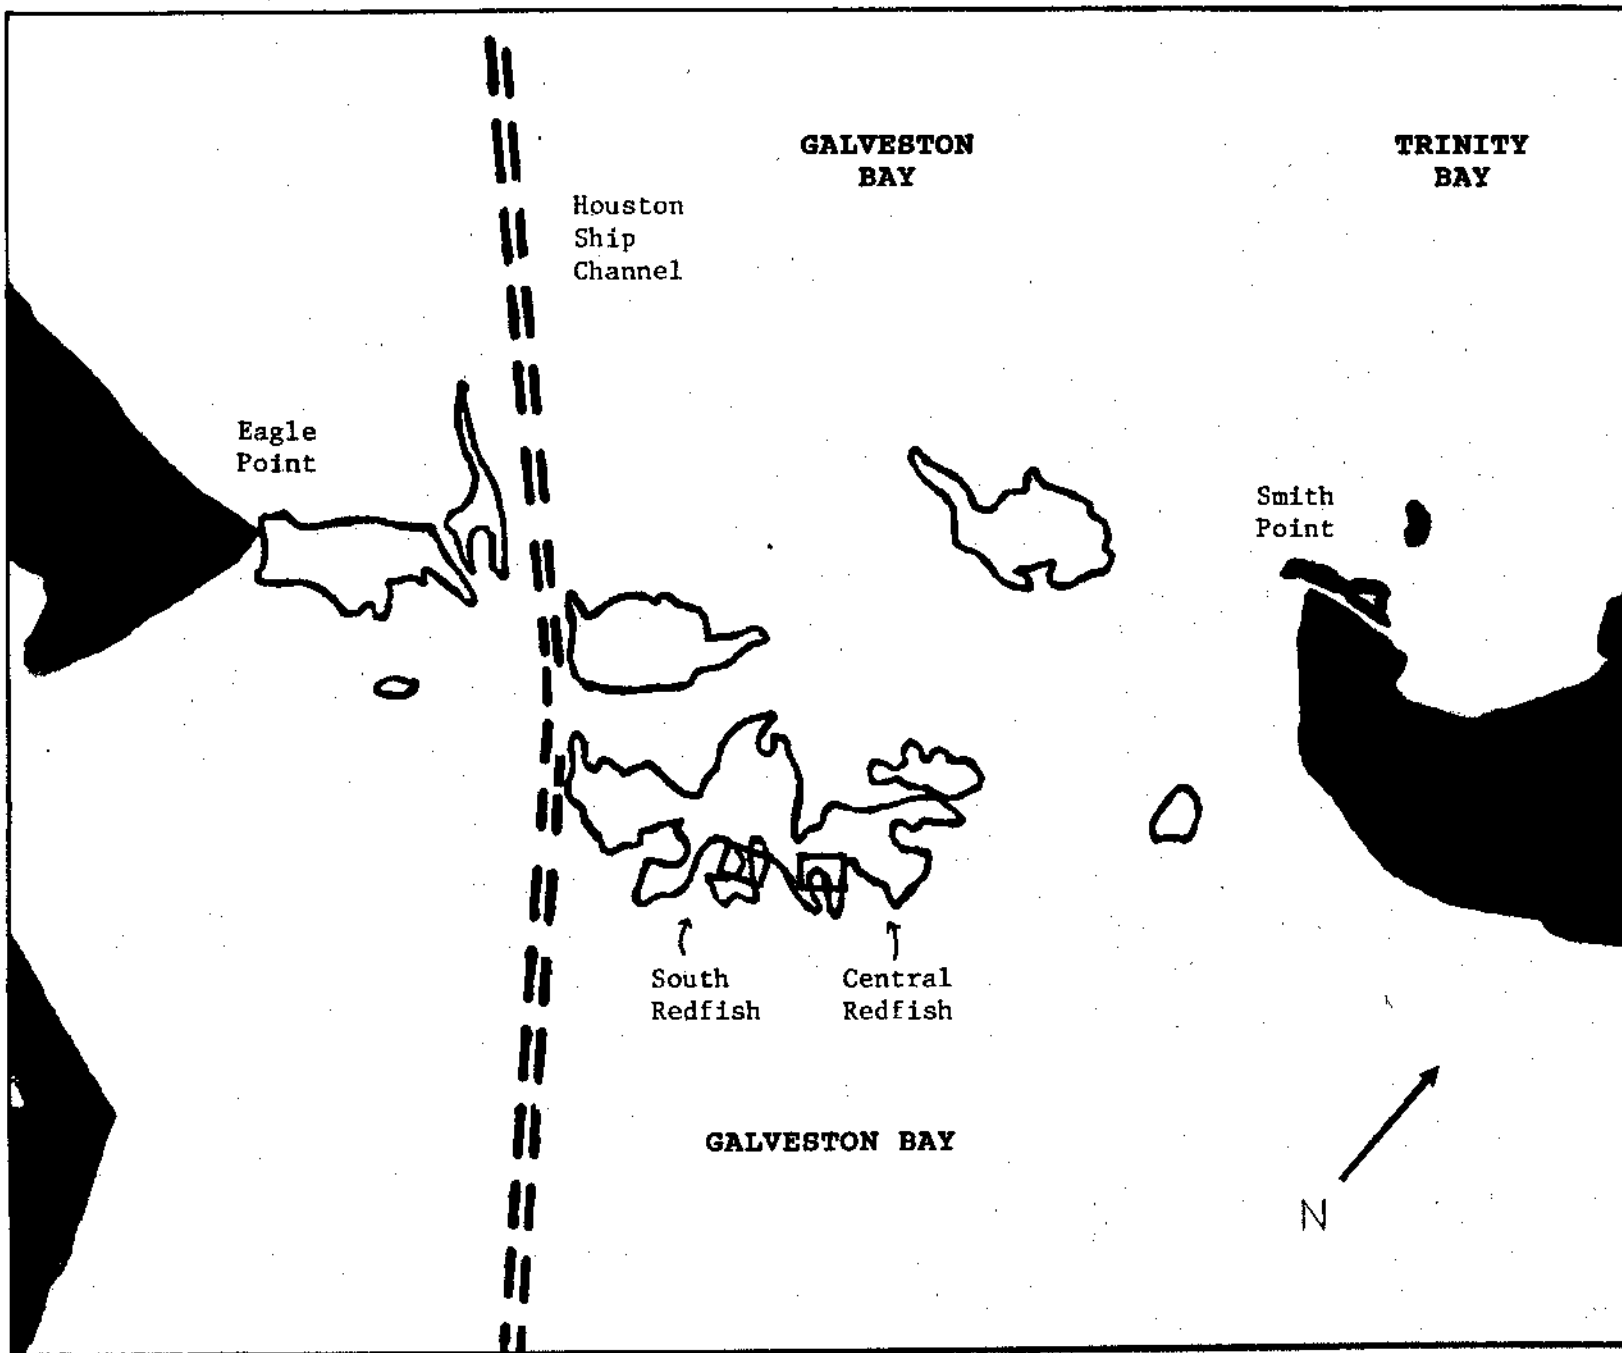 GALVESTON
BAY
TRINITY
BAY
Houston
Ship
Channel
Eagle
Point
Smith
Point
South
Redfish
Central
Redfish
GALVESTON BAY
N